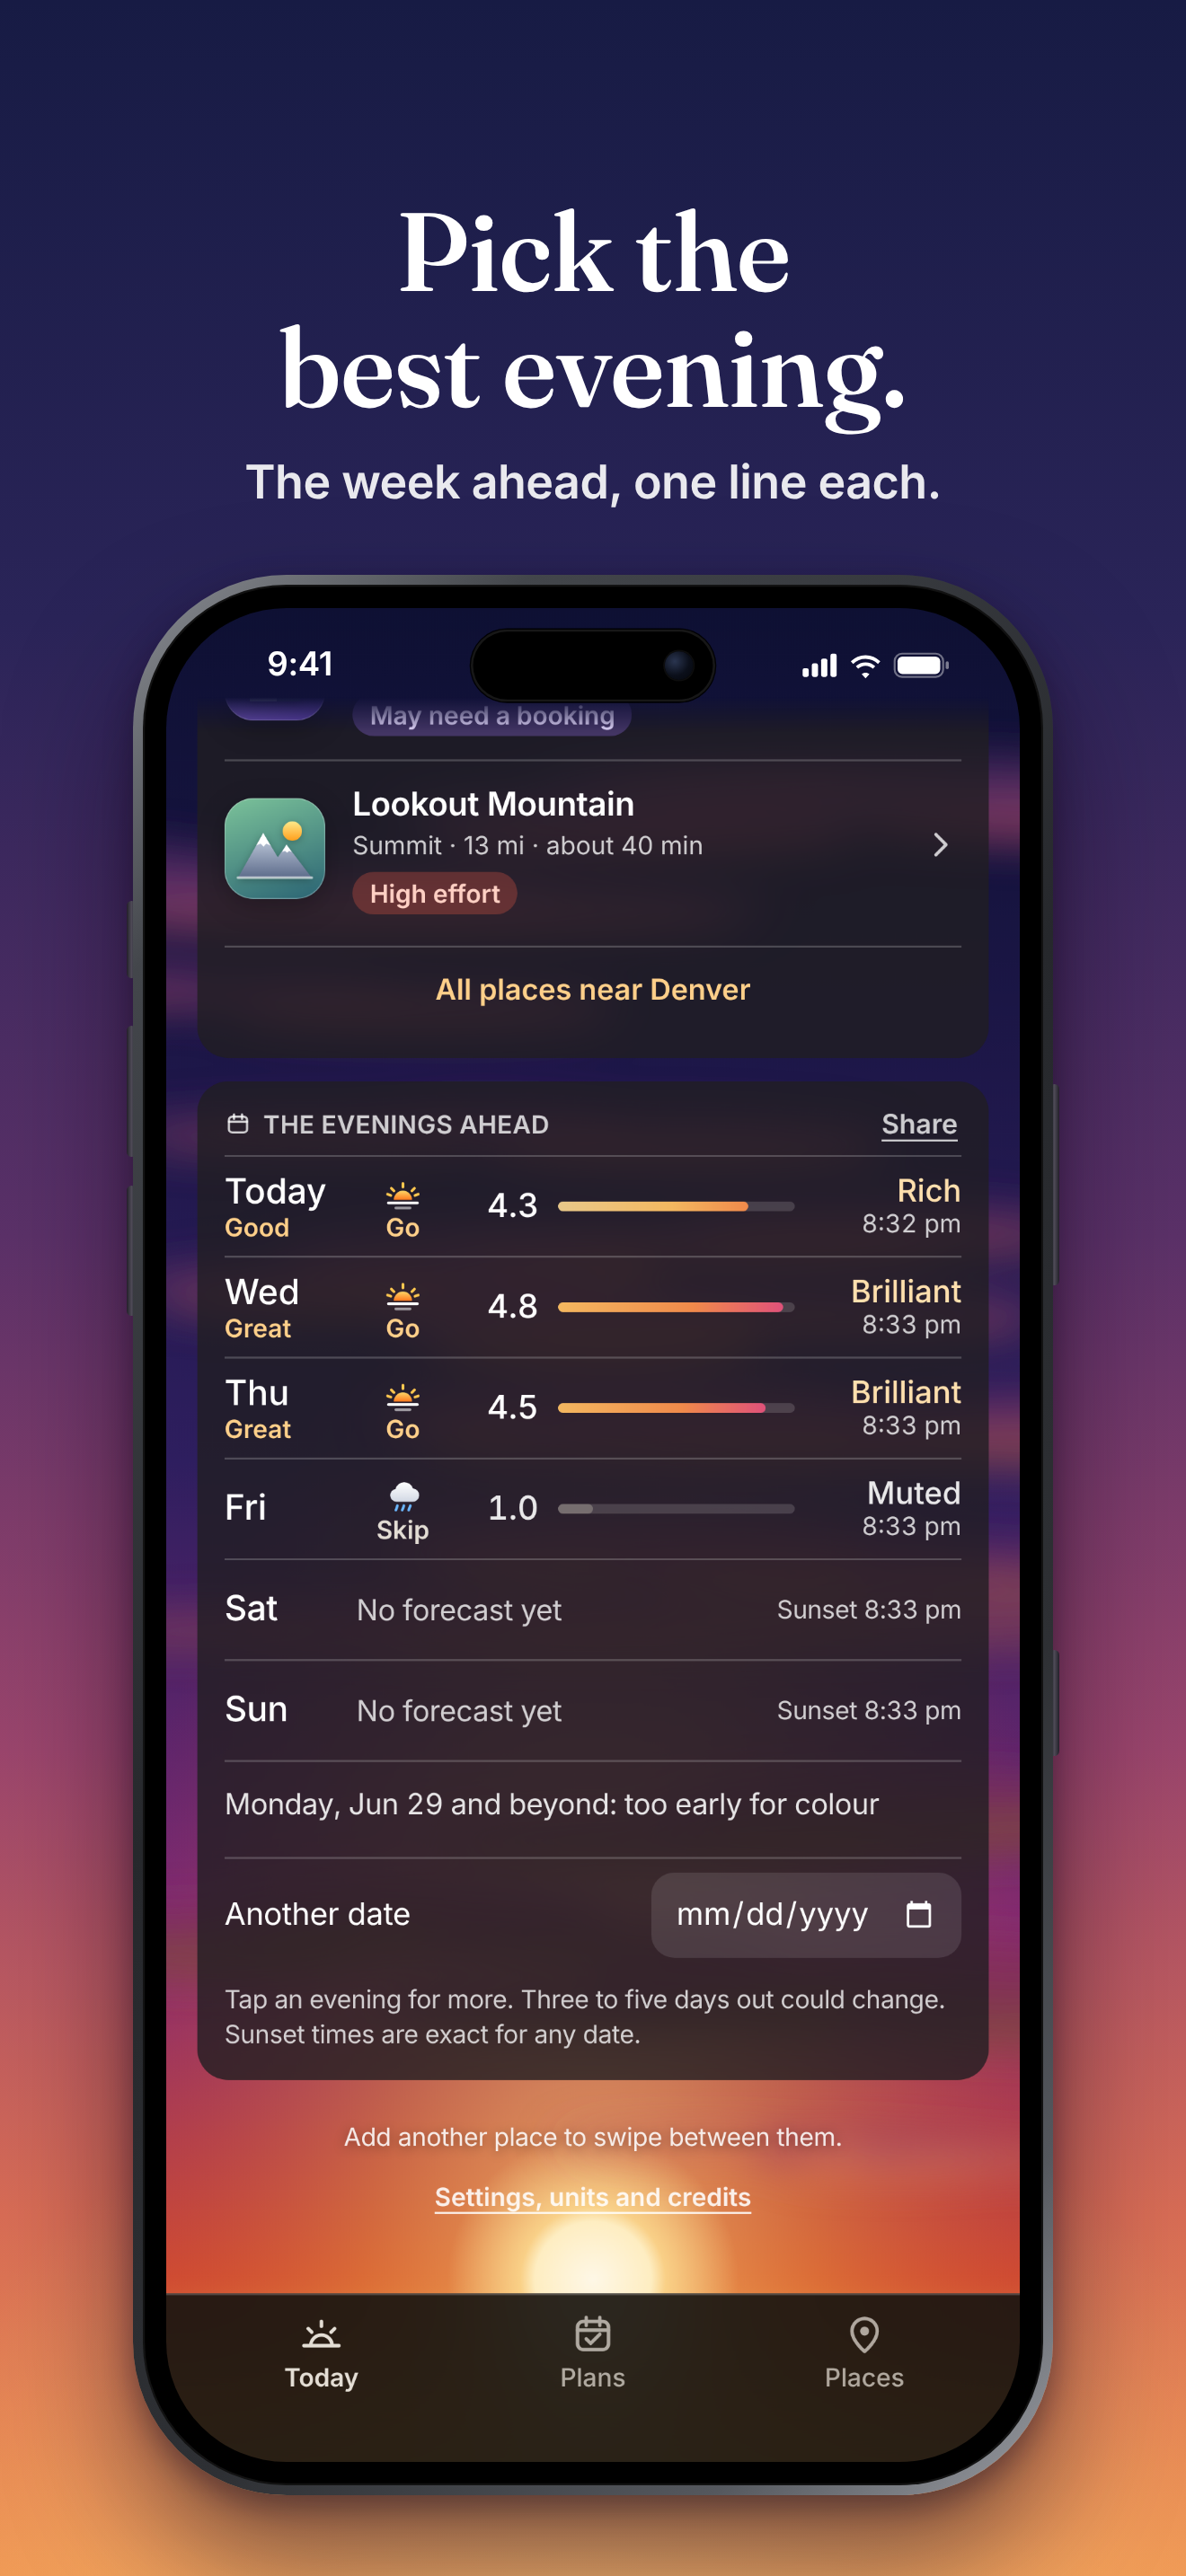 Pick the
best evening.
The week ahead, one line each.
9:41
May need a booking
Lookout Mountain
Summit · 13 mi · about 40 min
High effort
All places near Denver
THE EVENINGS AHEAD Share
Today 4.3 Rich
Good Go 8:32 pm
Wed 4.8 Brilliant
Great Go 8:33 pm
Thu 4.5 Brilliant
Great Go 8:33 pm
Fri 1.0 Muted
Skip 8:33 pm
Sat No forecast yet Sunset 8:33 pm
Sun No forecast yet Sunset 8:33 pm
Monday, Jun 29 and beyond: too early for colour
Another date mm/dd/yyyy
Tap an evening for more. Three to five days out could change.
Sunset times are exact for any date.
Add another place to swipe between them.
Settings, units and credits
Today Plans Places